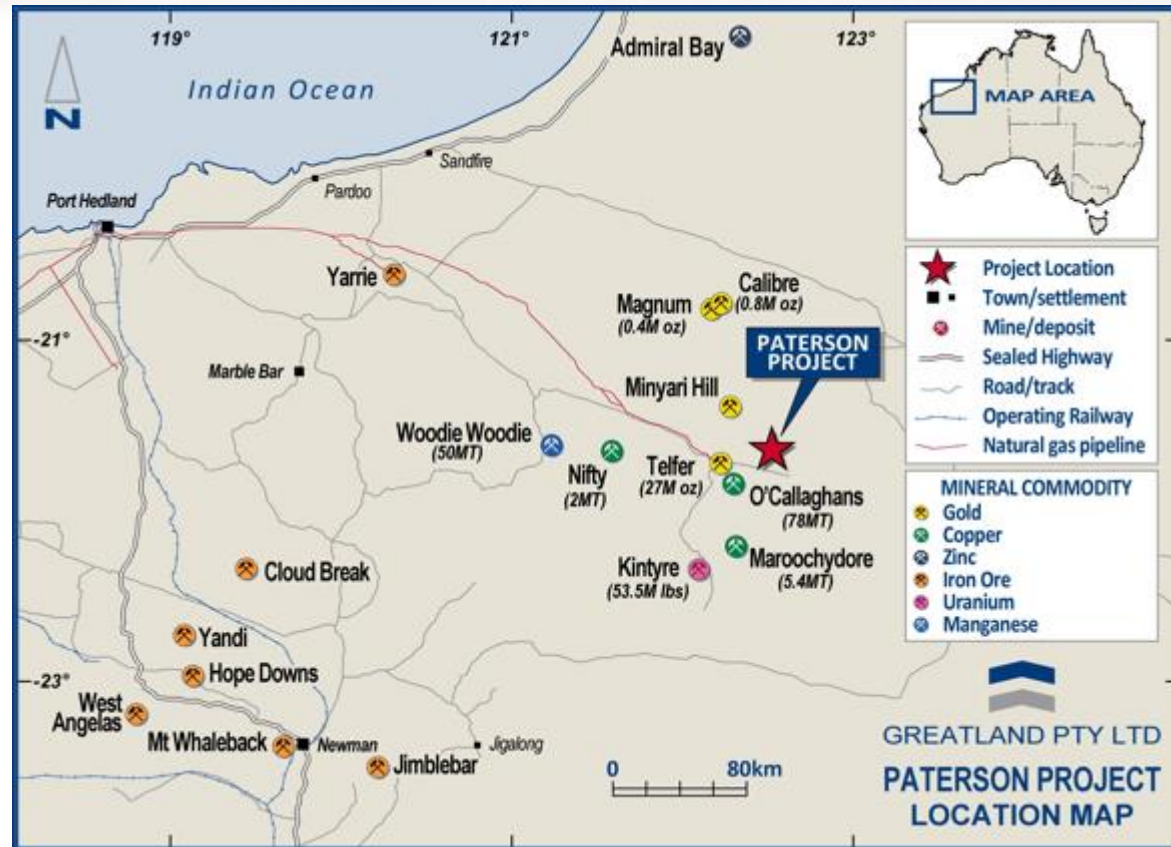 119°
121°
123°
Admiral Bay
N
Indian Ocean
MAP AREA
Sandfire
Pardoo
Port Hedland
Yarrie
Calibre
(0.8M oz)
Magnum
(0.4M oz)
-21°
PATERSON
PROJECT
Marble Bar
Minyari Hill
Woodie Woodie
(50MT)
Nifty
(2MT)
Telfer
(27M oz)
O'Callaghans
(78MT)
Maroochydore
(5.4MT)
Kintyre
(53.5M lbs)
Cloud Break
Yandi
Hope Downs
-23°
West
Angelas
Mt Whaleback
Newman
Jimblebar
Jigalong
0 80km
Project Location
Town/settlement
Mine/deposit
Sealed Highway
Road/track
Operating Railway
Natural gas pipeline
MINERAL COMMODITY
Gold
Copper
Zinc
Iron Ore
Uranium
Manganese
GREATLAND PTY LTD
PATERSON PROJECT
LOCATION MAP